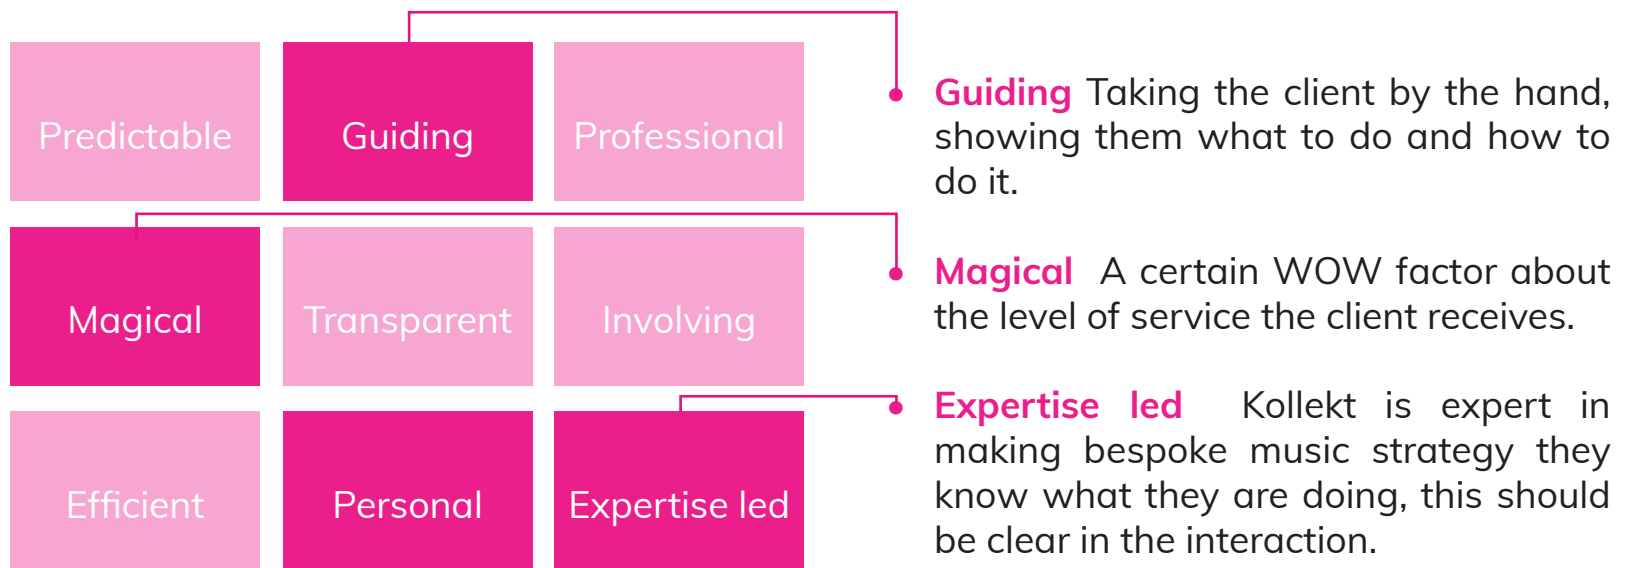 Predictable
Guiding
Professional
Magical
Transparent
Involving
Efficient
Personal
Expertise led
Guiding Taking the client by the hand,
showing them what to do and how to
do it.
Magical A certain WOW factor about
the level of service the client receives.
Expertise led Kollekt is expert in
making bespoke music strategy they
know what they are doing, this should
be clear in the interaction.